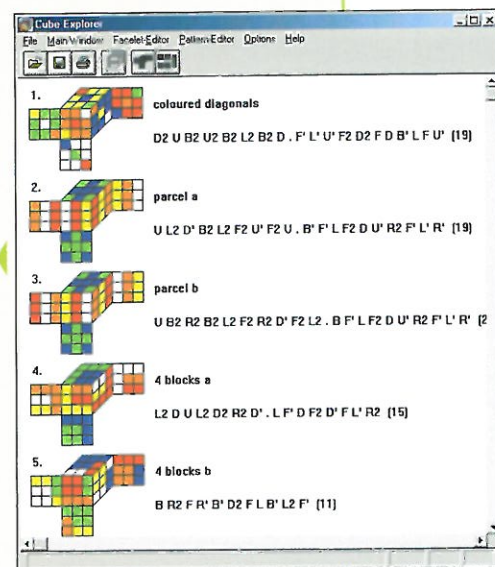 Cube Explorer
File Main Window Facelet-Editor Pattern-Editor Options Help
1.
coloured diagonals
D2 U B2 U2 B2 L2 B2 D . F' L' U' F2 D2 F D B' L F U' (19)
2.
parcel a
U L2 D' B2 L2 F2 U' F2 U . B' F' L F2 D U' R2 F' L' R' (19)
3.
parcel b
U B2 R2 B2 L2 F2 R2 D' F2 L2 . B F' L F2 D U' R2 F' L' R' (2
4.
4 blocks a
L2 D U L2 D2 R2 D' . L F' D F2 D' F L' R2 (15)
5.
4 blocks b
B R2 F R' B' D2 F L B' L2 F' (11)